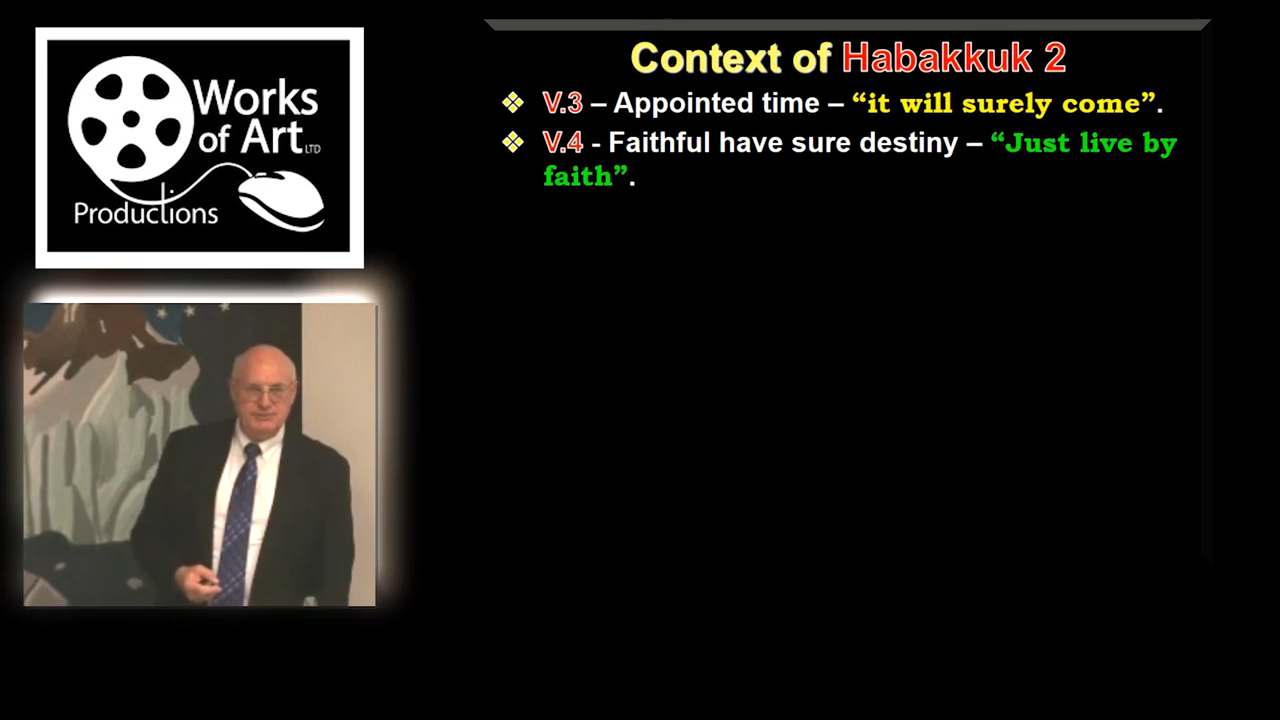 Works
of Art LTD
Productions
Context of Habakkuk 2
V.3 – Appointed time – “it will surely come”.
V.4 - Faithful have sure destiny – “Just live by
faith”.